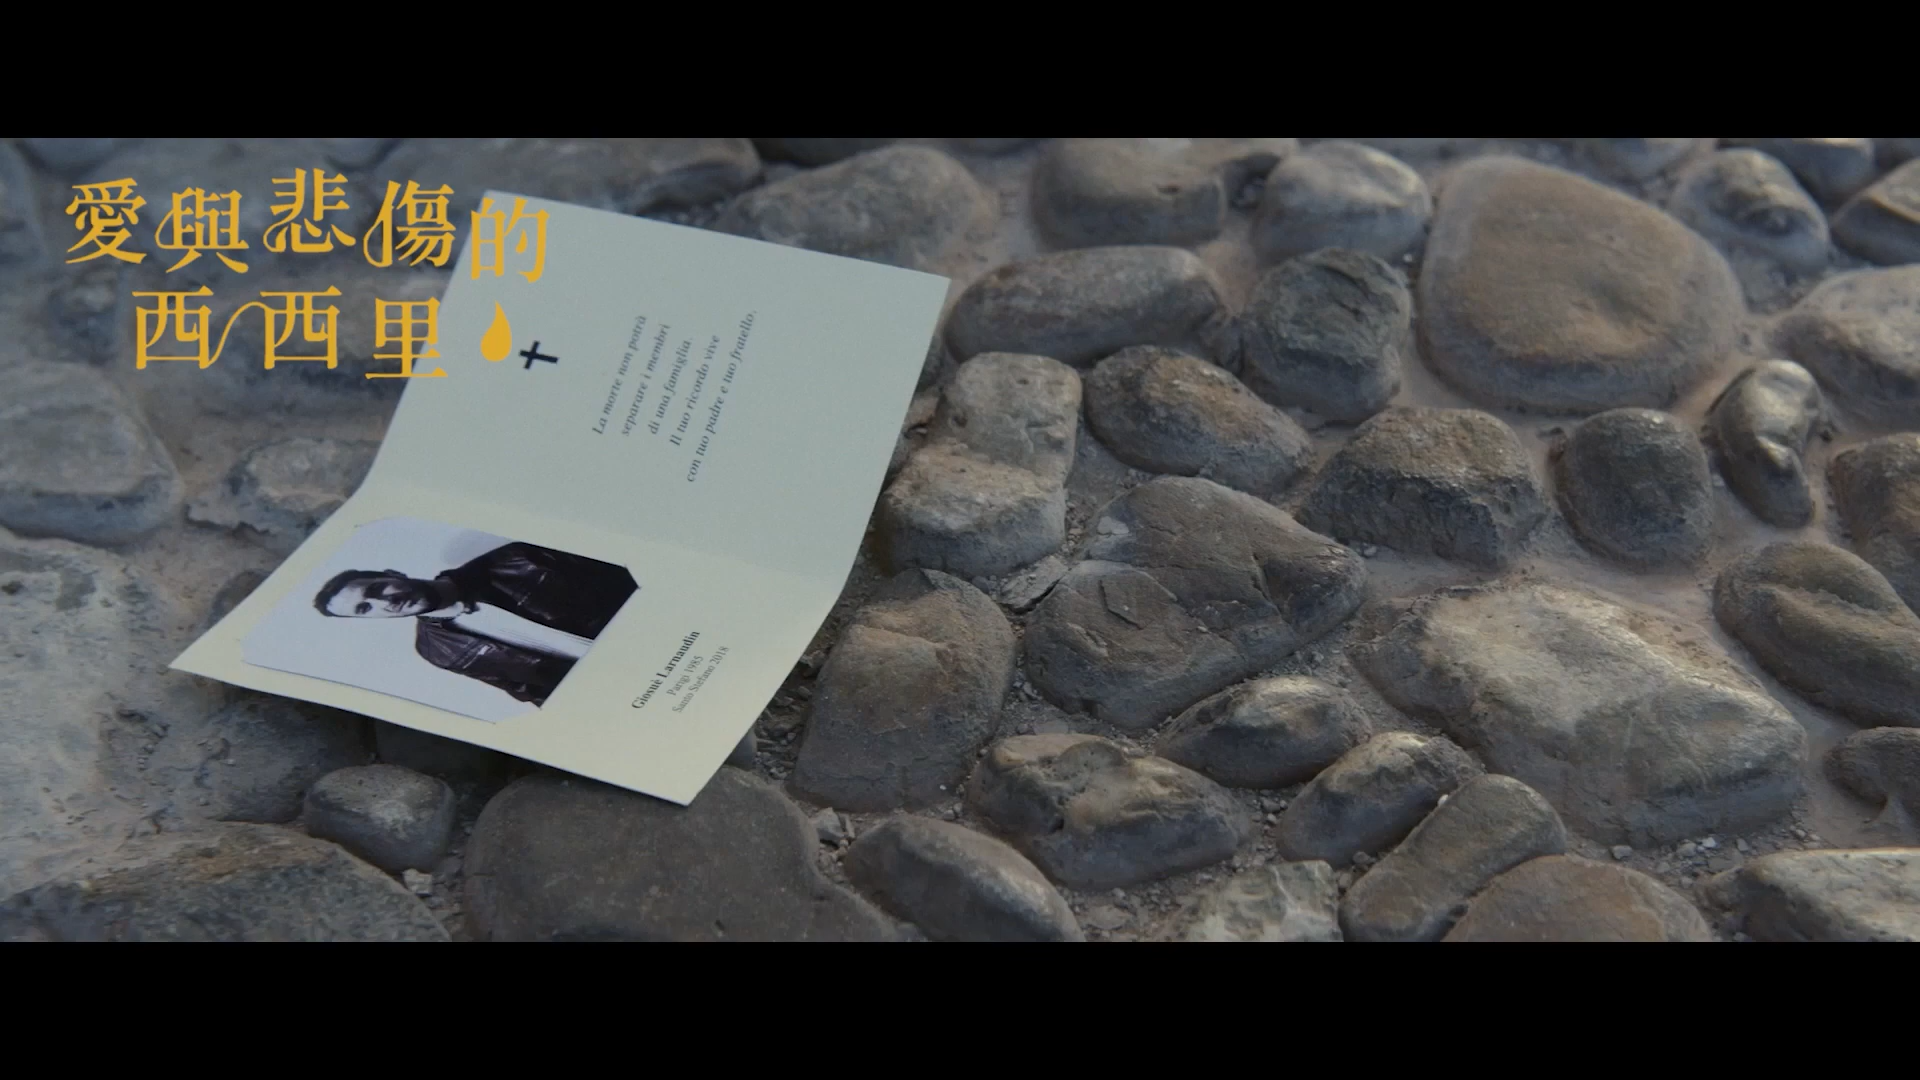 愛與悲傷的
西西里
La morte non potrà
separare i membri
di una famiglia.
Il tuo ricordo vive
con tuo padre e tuo fratello.
Giosuè Larnaudin
Parigi 1985
Santo Stefano 2018